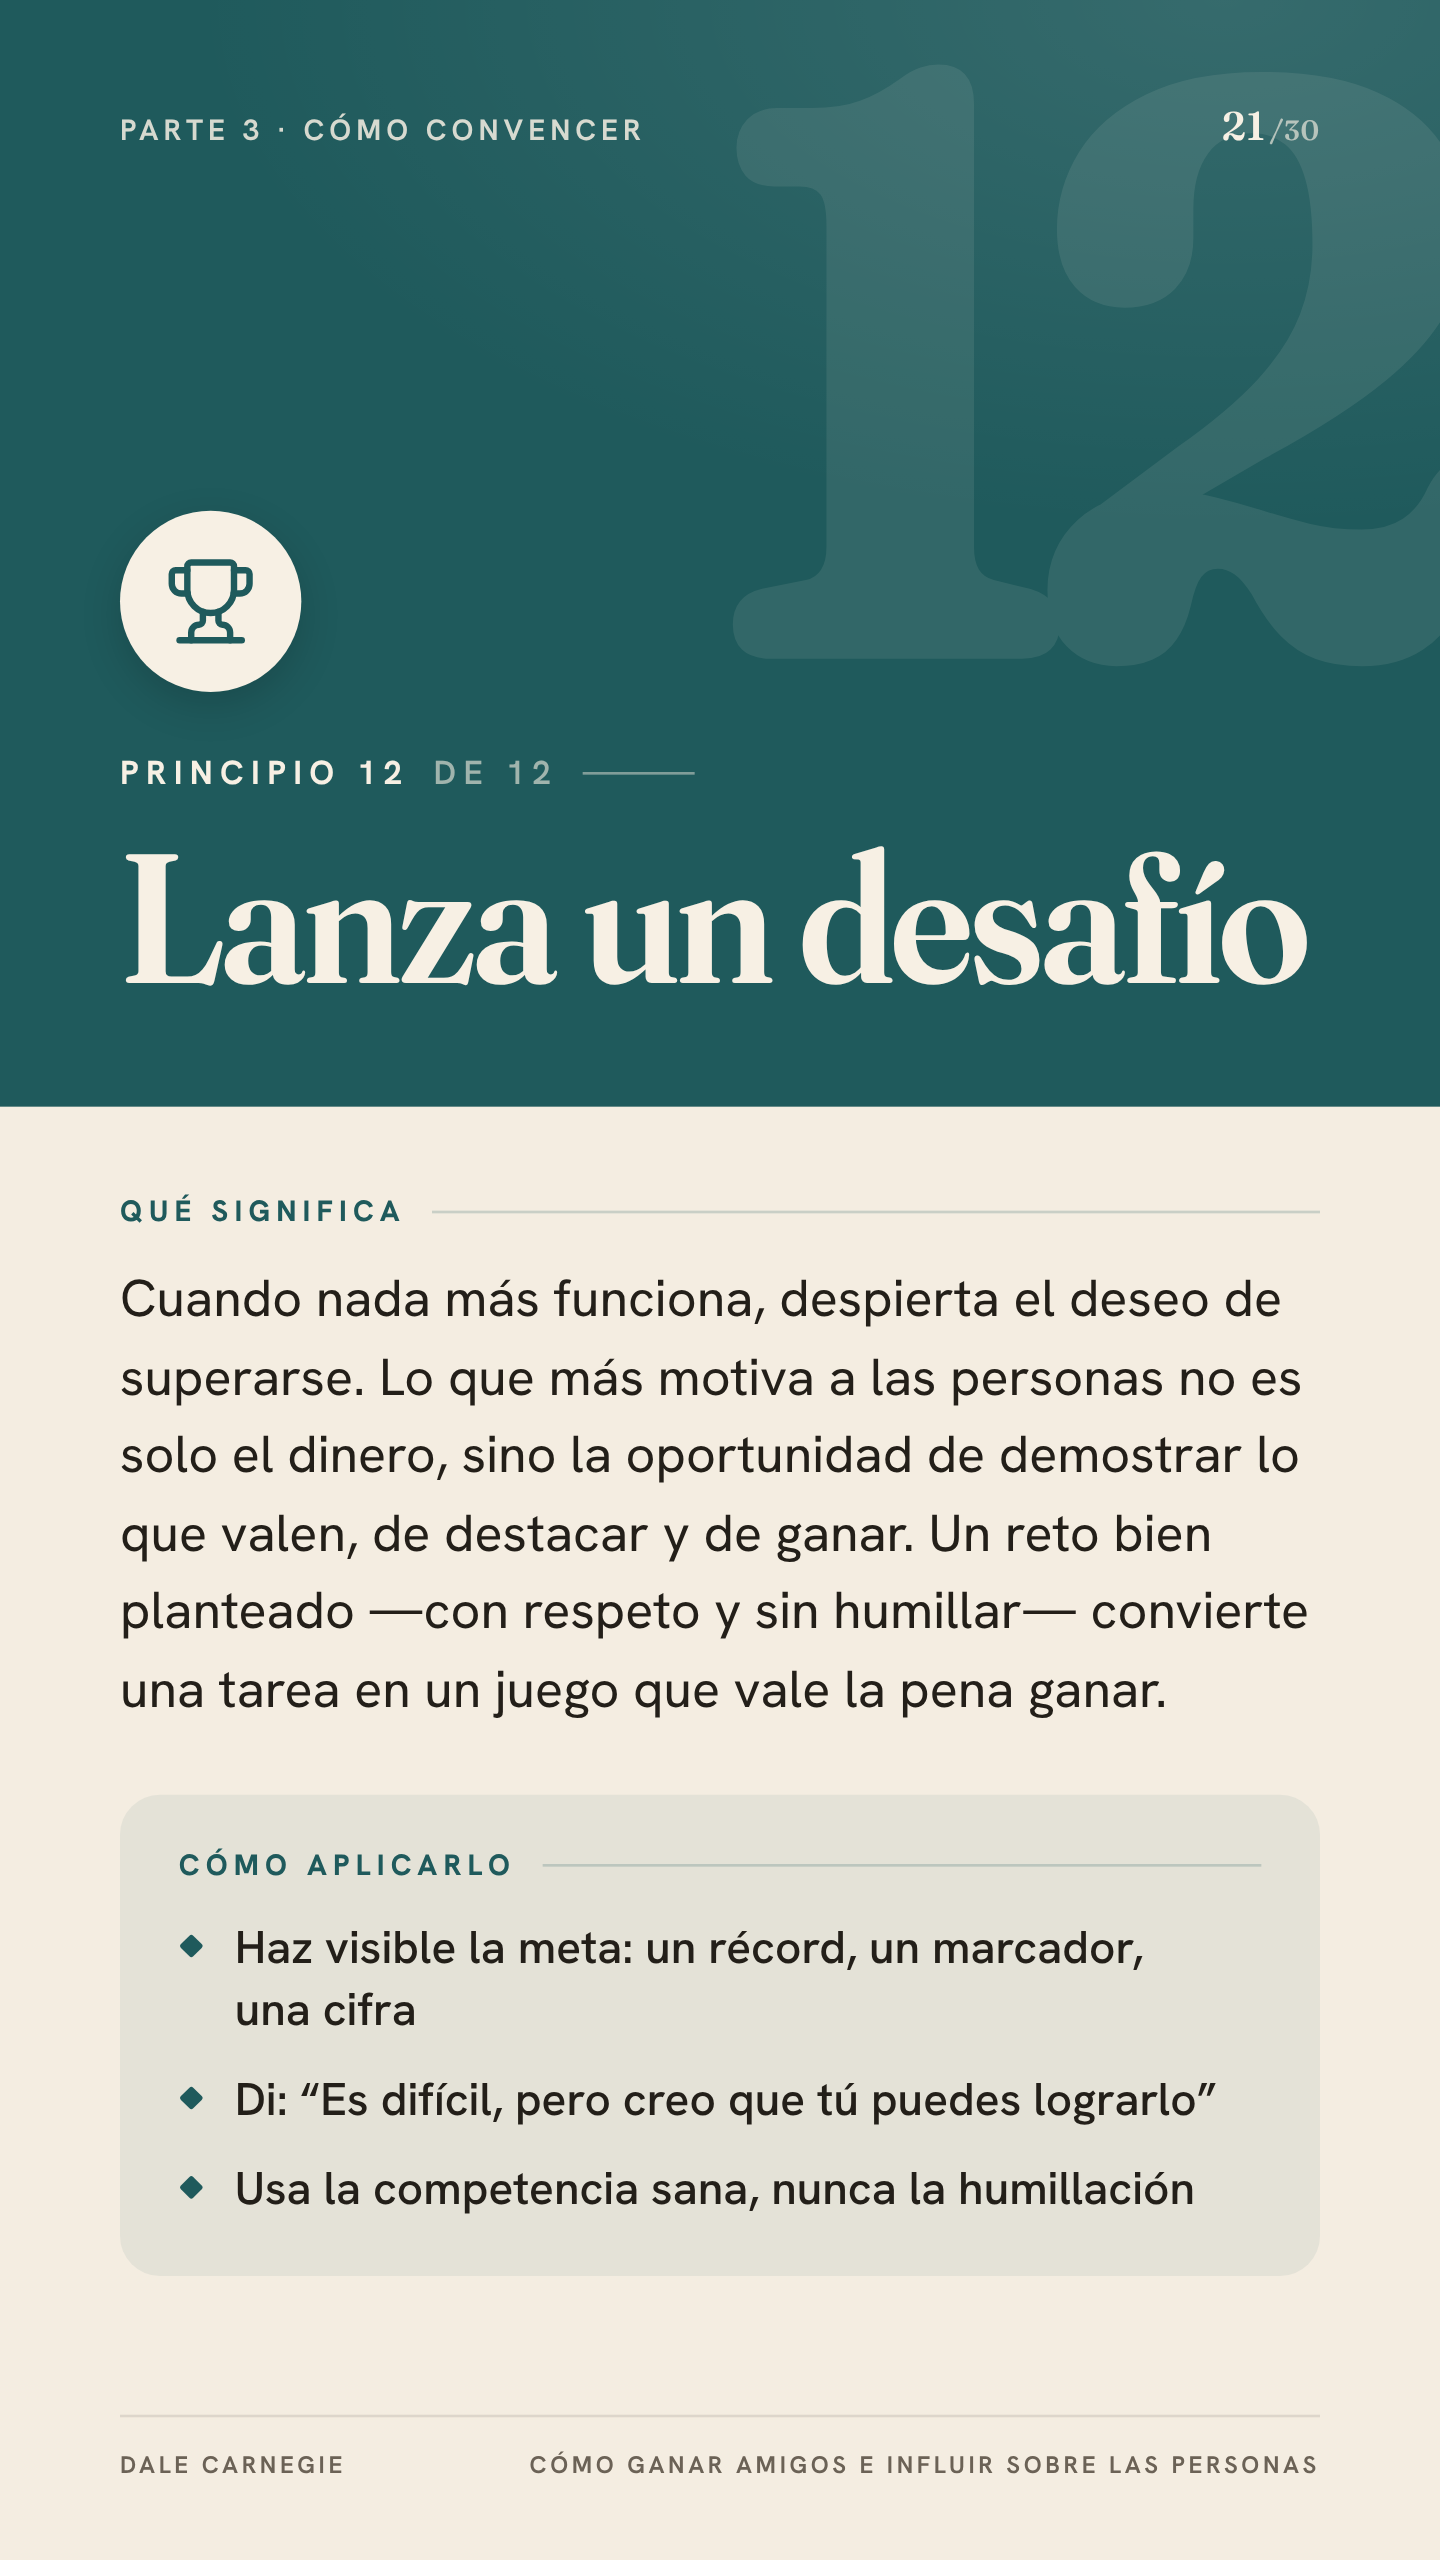 PARTE 3 · CÓMO CONVENCER
21/30
12
PRINCIPIO 12 DE 12
Lanza un desafío
QUÉ SIGNIFICA
Cuando nada más funciona, despierta el deseo de
superarse. Lo que más motiva a las personas no es
solo el dinero, sino la oportunidad de demostrar lo
que valen, de destacar y de ganar. Un reto bien
planteado —con respeto y sin humillar— convierte
una tarea en un juego que vale la pena ganar.
CÓMO APLICARLO
Haz visible la meta: un récord, un marcador,
una cifra
Di: “Es difícil, pero creo que tú puedes lograrlo”
Usa la competencia sana, nunca la humillación
DALE CARNEGIE
CÓMO GANAR AMIGOS E INFLUIR SOBRE LAS PERSONAS